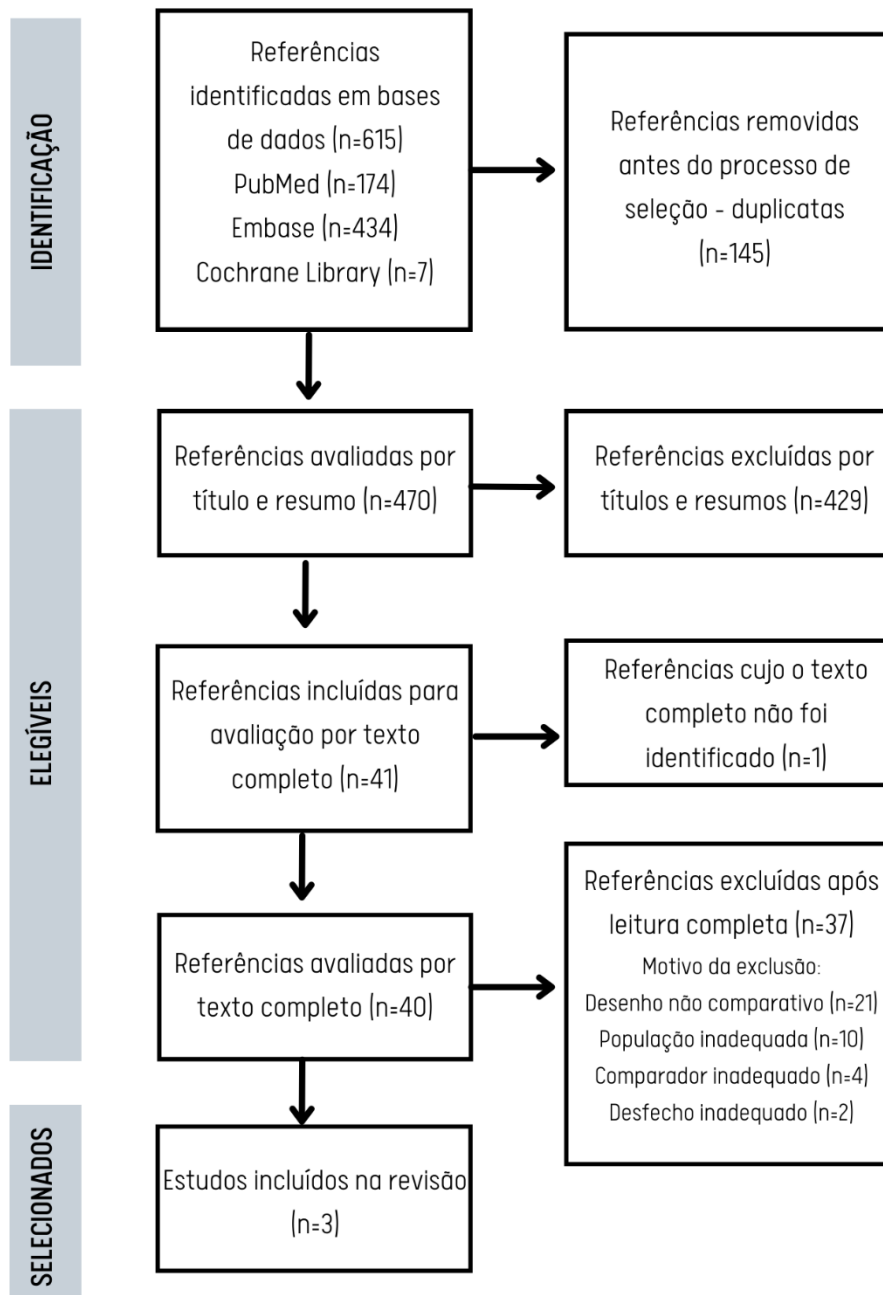 IDENTIFICAÇÃO
Referências
identificadas em bases
de dados (n=615)
PubMed (n=174)
Embase (n=434)
Cochrane Library (n=7)
Referências removidas
antes do processo de
seleção - duplicatas
(n=145)
ELEGÍVEIS
Referências avaliadas por
título e resumo (n=470)
Referências excluídas por
títulos e resumos (n=429)
Referências incluídas para
avaliação por texto
completo (n=41)
Referências cujo o texto
completo não foi
identificado (n=1)
Referências avaliadas por
texto completo (n=40)
Referências excluídas após
leitura completa (n=37)
Motivo da exclusão:
Desenho não comparativo (n=21)
População inadequada (n=10)
Comparador inadequado (n=4)
Desfecho inadequado (n=2)
SELECIONADOS
Estudos incluídos na revisão
(n=3)